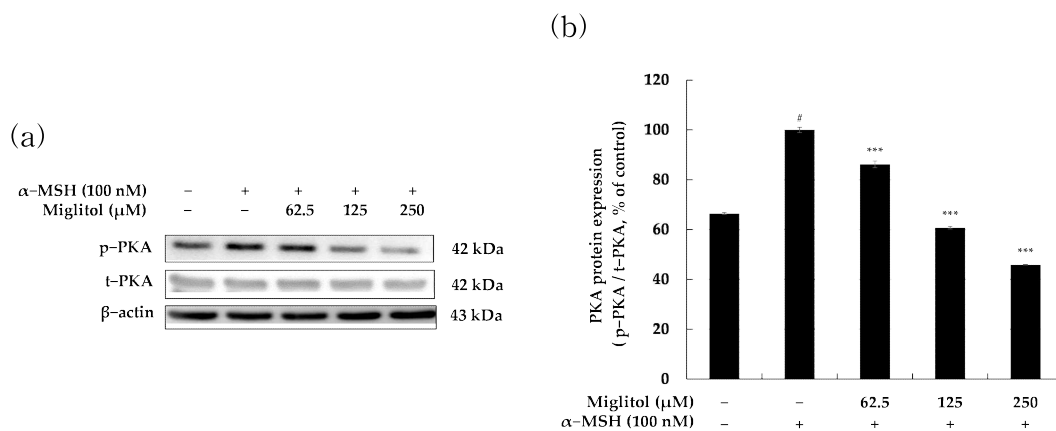 (a)
α−MSH (100 nM) − + + + +
Miglitol (μM) − − 62.5 125 250
p−PKA 42 kDa
t−PKA 42 kDa
β−actin 43 kDa
(b)
PKA protein expression
( p−PKA / t−PKA, % of control)
120
100
80
60
40
20
0
#
***
***
***
Miglitol (μM) − − 62.5 125 250
α−MSH (100 nM) − + + + +